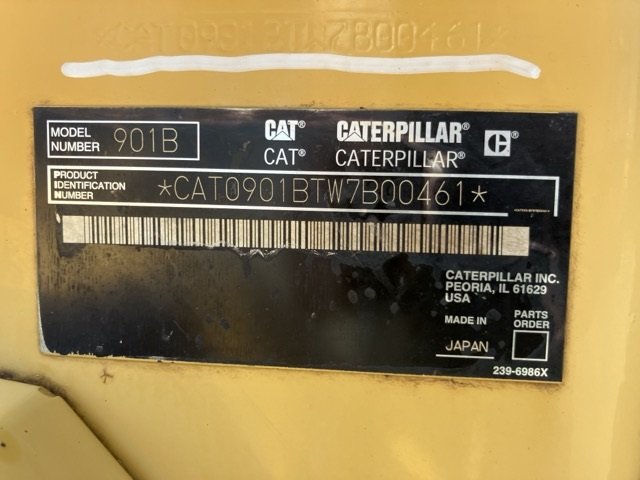 MODEL NUMBER 901B
CAT CATERPILLAR C
CAT® CATERPILLAR®
PRODUCT IDENTIFICATION NUMBER
*CAT0901BTW7B00461*
CATERPILLAR INC.
PEORIA, IL 61629
USA
MADE IN
JAPAN
PARTS ORDER
239-6986X